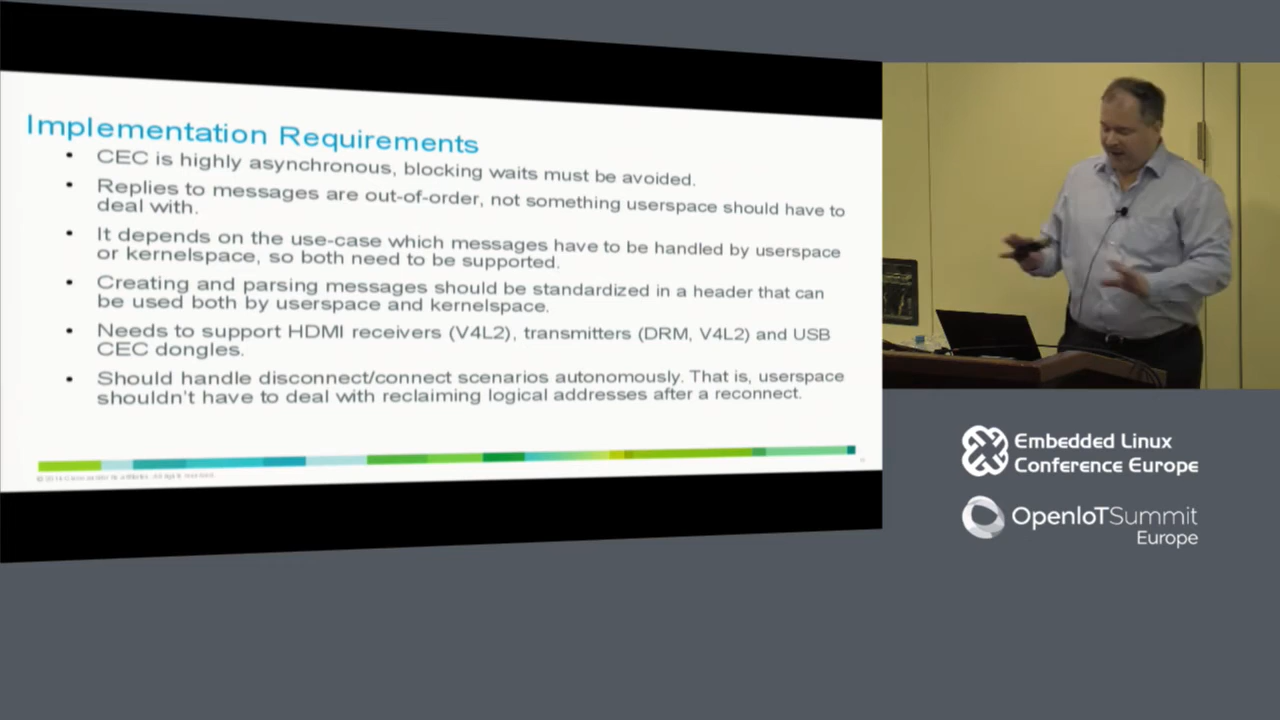 Implementation Requirements
• CEC is highly asynchronous, blocking waits must be avoided.
• Replies to messages are out-of-order, not something userspace should have to
deal with.
• It depends on the use-case which messages have to be handled by userspace
or kernelspace, so both need to be supported.
• Creating and parsing messages should be standardized in a header that can
be used both by userspace and kernelspace.
• Needs to support HDMI receivers (V4L2), transmitters (DRM, V4L2) and USB
CEC dongles.
• Should handle disconnect/connect scenarios autonomously. That is, userspace
shouldn't have to deal with reclaiming logical addresses after a reconnect.
Embedded Linux
Conference Europe
OpenIoTSummit
Europe